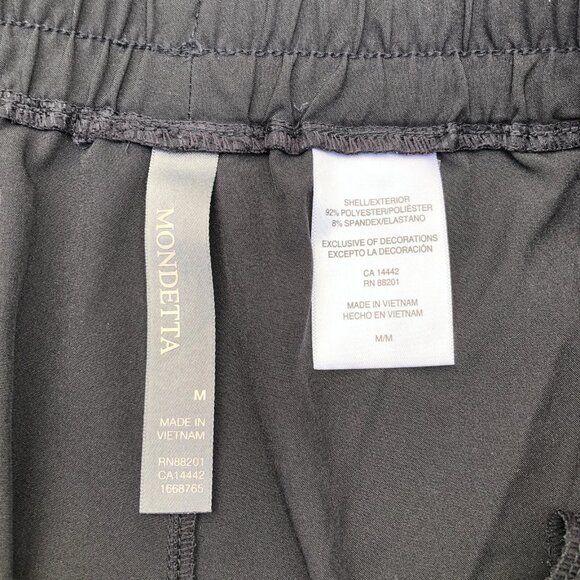 MONDETTA
M
MADE IN
VIETNAM
RN88201
CA14442
1668765
SHELL/EXTERIOR
92% POLYESTER/POLIÉSTER
8% SPANDEX/ELASTANO
EXCLUSIVE OF DECORATIONS
EXCEPTO LA DECORACIÓN
CA 14442
RN 88201
MADE IN VIETNAM
HECHO EN VIETNAM
M/M